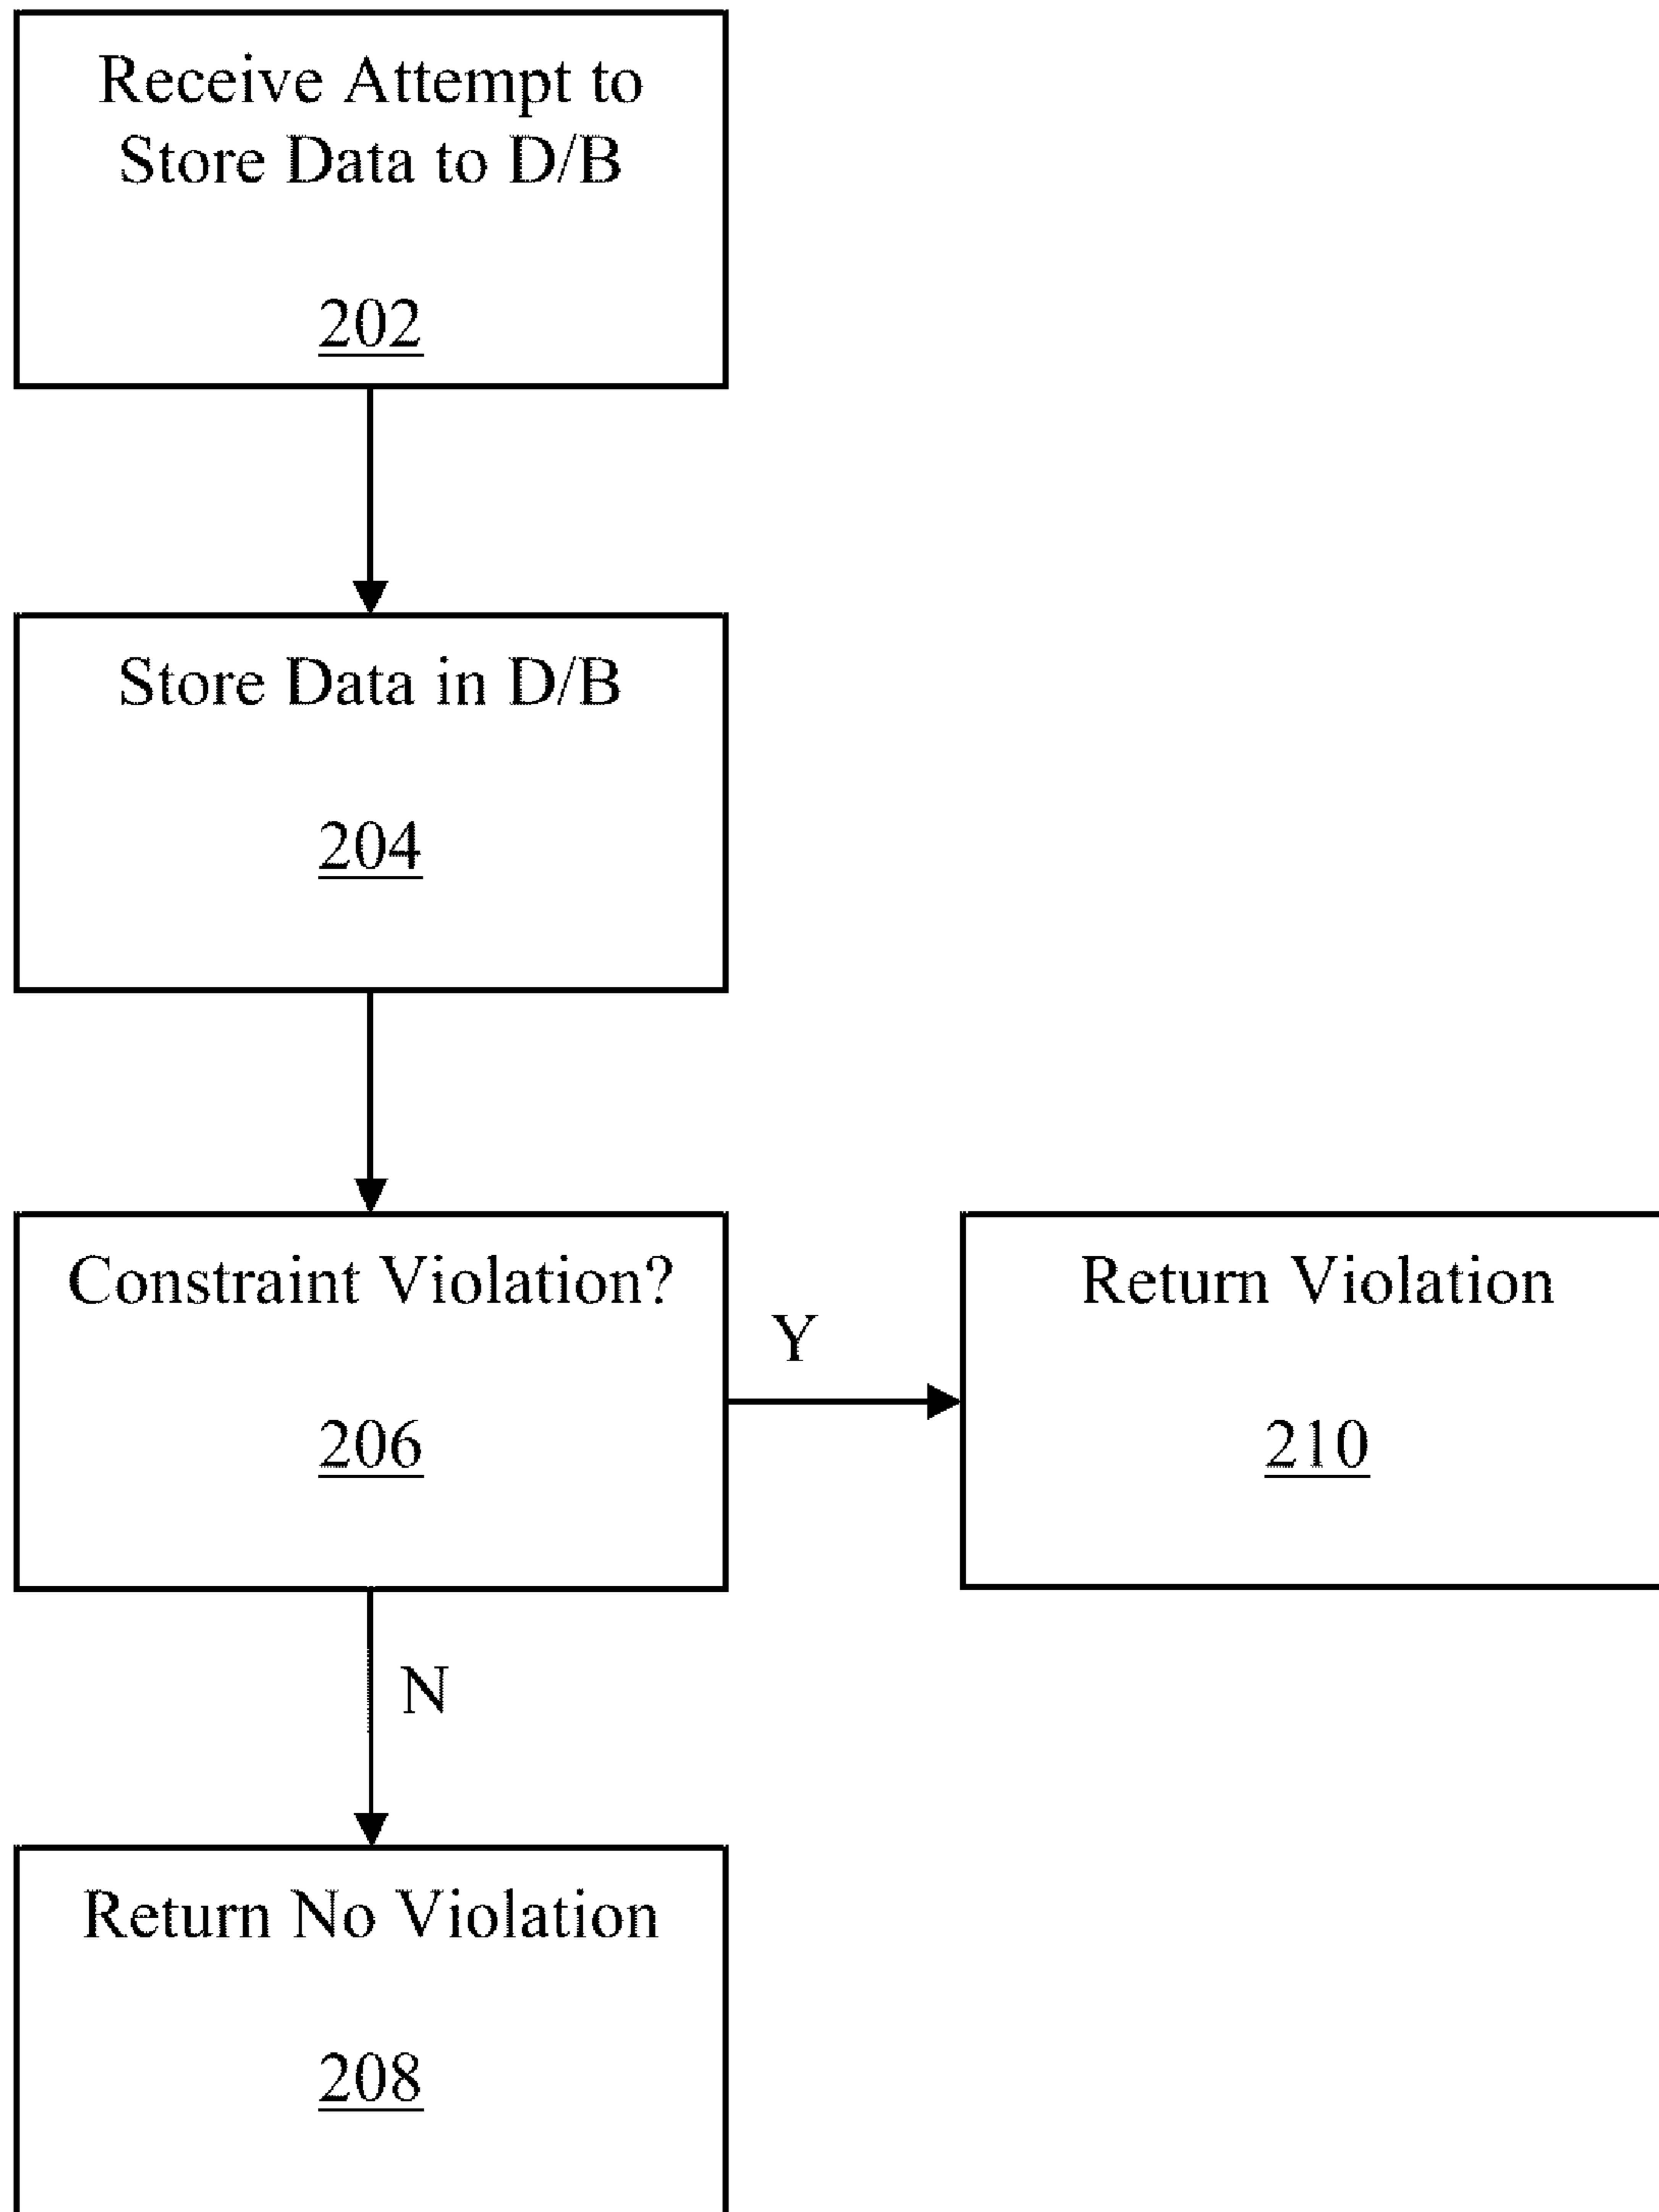 Receive Attempt to
Store Data to D/B
202
Store Data in D/B
204
Constraint Violation?
206
Y
Return Violation
210
N
Return No Violation
208